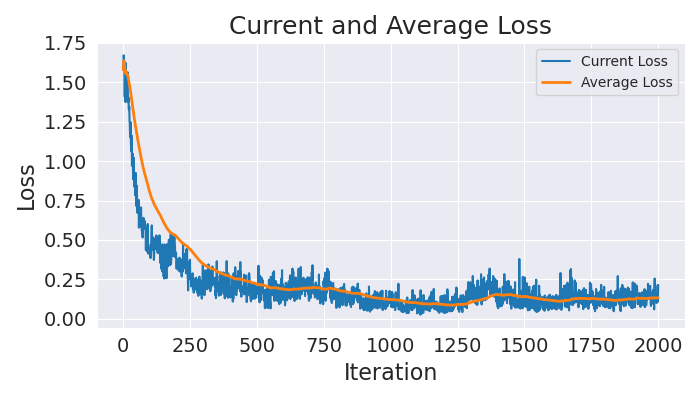 Current and Average Loss
1.75
1.50
1.25
1.00
0.75
0.50
0.25
0.00
Loss
Current Loss
Average Loss
0 250 500 750 1000 1250 1500 1750 2000
Iteration